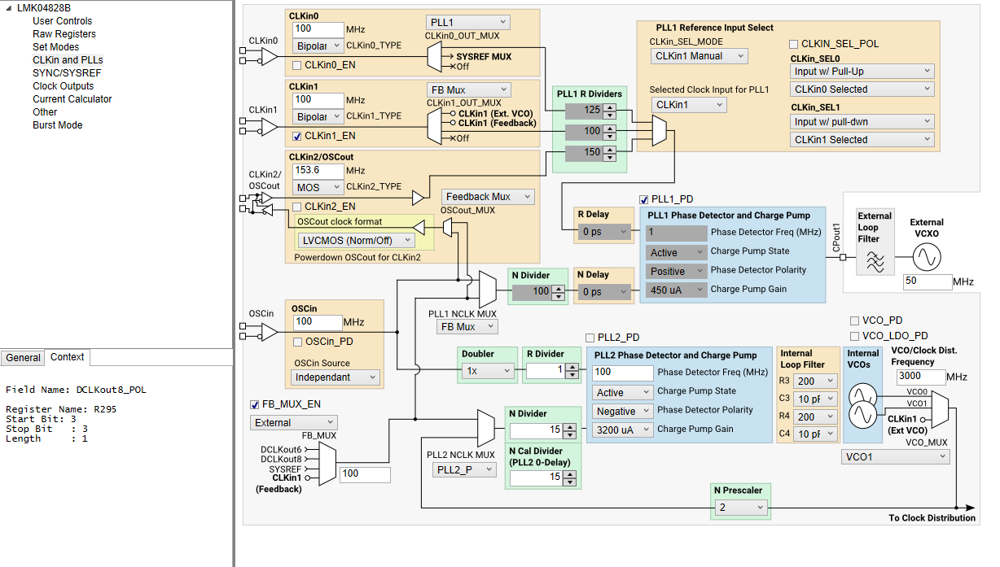 LMK04828B
User Controls
Raw Registers
Set Modes
CLKin and PLLs
SYNC/SYSREF
Clock Outputs
Current Calculator
Other
Burst Mode
General
Context
Field Name: DCLKout8_POL
Register Name: R295
Start Bit: 3
Stop Bit : 3
Length : 1
CLKin0
CLKin0
100
MHz
Bipolar
CLKin0_TYPE
CLKin0_EN
PLL1
CLKin0_OUT_MUX
SYSREF MUX
Off
CLKin1
CLKin1
100
MHz
Bipolar
CLKin1_TYPE
CLKin1_EN
FB Mux
CLKin1_OUT_MUX
CLKin1 (Ext. VCO)
CLKin1 (Feedback)
Off
CLKin2/
OSCout
CLKin2/OSCout
153.6
MHz
MOS
CLKin2_TYPE
CLKin2_EN
Feedback Mux
OSCout_MUX
OSCout clock format
LVCMOS (Norm/Off)
Powerdown OSCout for CLKin2
PLL1 R Dividers
125
100
150
PLL1 Reference Input Select
CLKin_SEL_MODE
CLKin1 Manual
Selected Clock Input for PLL1
CLKin1
CLKIN_SEL_POL
CLKin_SEL0
Input w/ Pull-Up
CLKin0 Selected
CLKin_SEL1
Input w/ pull-dwn
CLKin1 Selected
R Delay
0 ps
PLL1_PD
PLL1 Phase Detector and Charge Pump
1
Phase Detector Freq (MHz)
Active
Charge Pump State
Positive
Phase Detector Polarity
450 uA
Charge Pump Gain
CPout1
External
Loop
Filter
External
VCXO
50
MHz
N Divider
100
N Delay
0 ps
PLL1 NCLK MUX
FB Mux
OSCin
OSCin
100
MHz
OSCin_PD
OSCin Source
Independant
Doubler
1x
R Divider
1
PLL2_PD
PLL2 Phase Detector and Charge Pump
100
Phase Detector Freq (MHz)
Active
Charge Pump State
Negative
Phase Detector Polarity
3200 uA
Charge Pump Gain
Internal
Loop Filter
R3
200
C3
10 pF
R4
200
C4
10 pF
VCO_PD
VCO_LDO_PD
Internal
VCOs
VCO/Clock Dist.
Frequency
3000
MHz
VCO0
VCO1
CLKin1
(Ext VCO)
VCO_MUX
VCO1
FB_MUX_EN
External
FB_MUX
DCLKout6
DCLKout8
SYSREF
CLKin1
(Feedback)
100
PLL2 NCLK MUX
PLL2_P
N Divider
15
N Cal Divider
(PLL2 0-Delay)
15
N Prescaler
2
To Clock Distribution